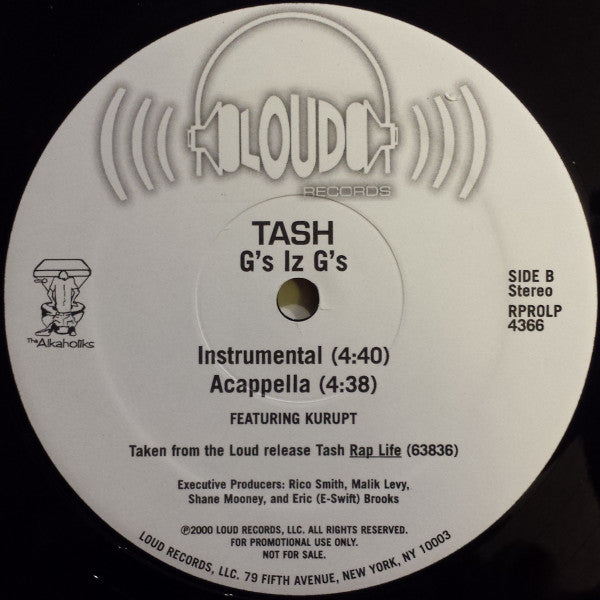 LOUD
RECORDS
TASH
G's Iz G's
SIDE B
Stereo
RPROLP
4366
Tha Alkaholiks
Instrumental (4:40)
Acappella (4:38)
FEATURING KURUPT
Taken from the Loud release Tash Rap Life (63836)
Executive Producers: Rico Smith, Malik Levy,
Shane Mooney, and Eric (E-Swift) Brooks
℗2000 LOUD RECORDS, LLC. ALL RIGHTS RESERVED.
FOR PROMOTIONAL USE ONLY.
NOT FOR SALE.
LOUD RECORDS, LLC. 79 FIFTH AVENUE, NEW YORK, NY 10003